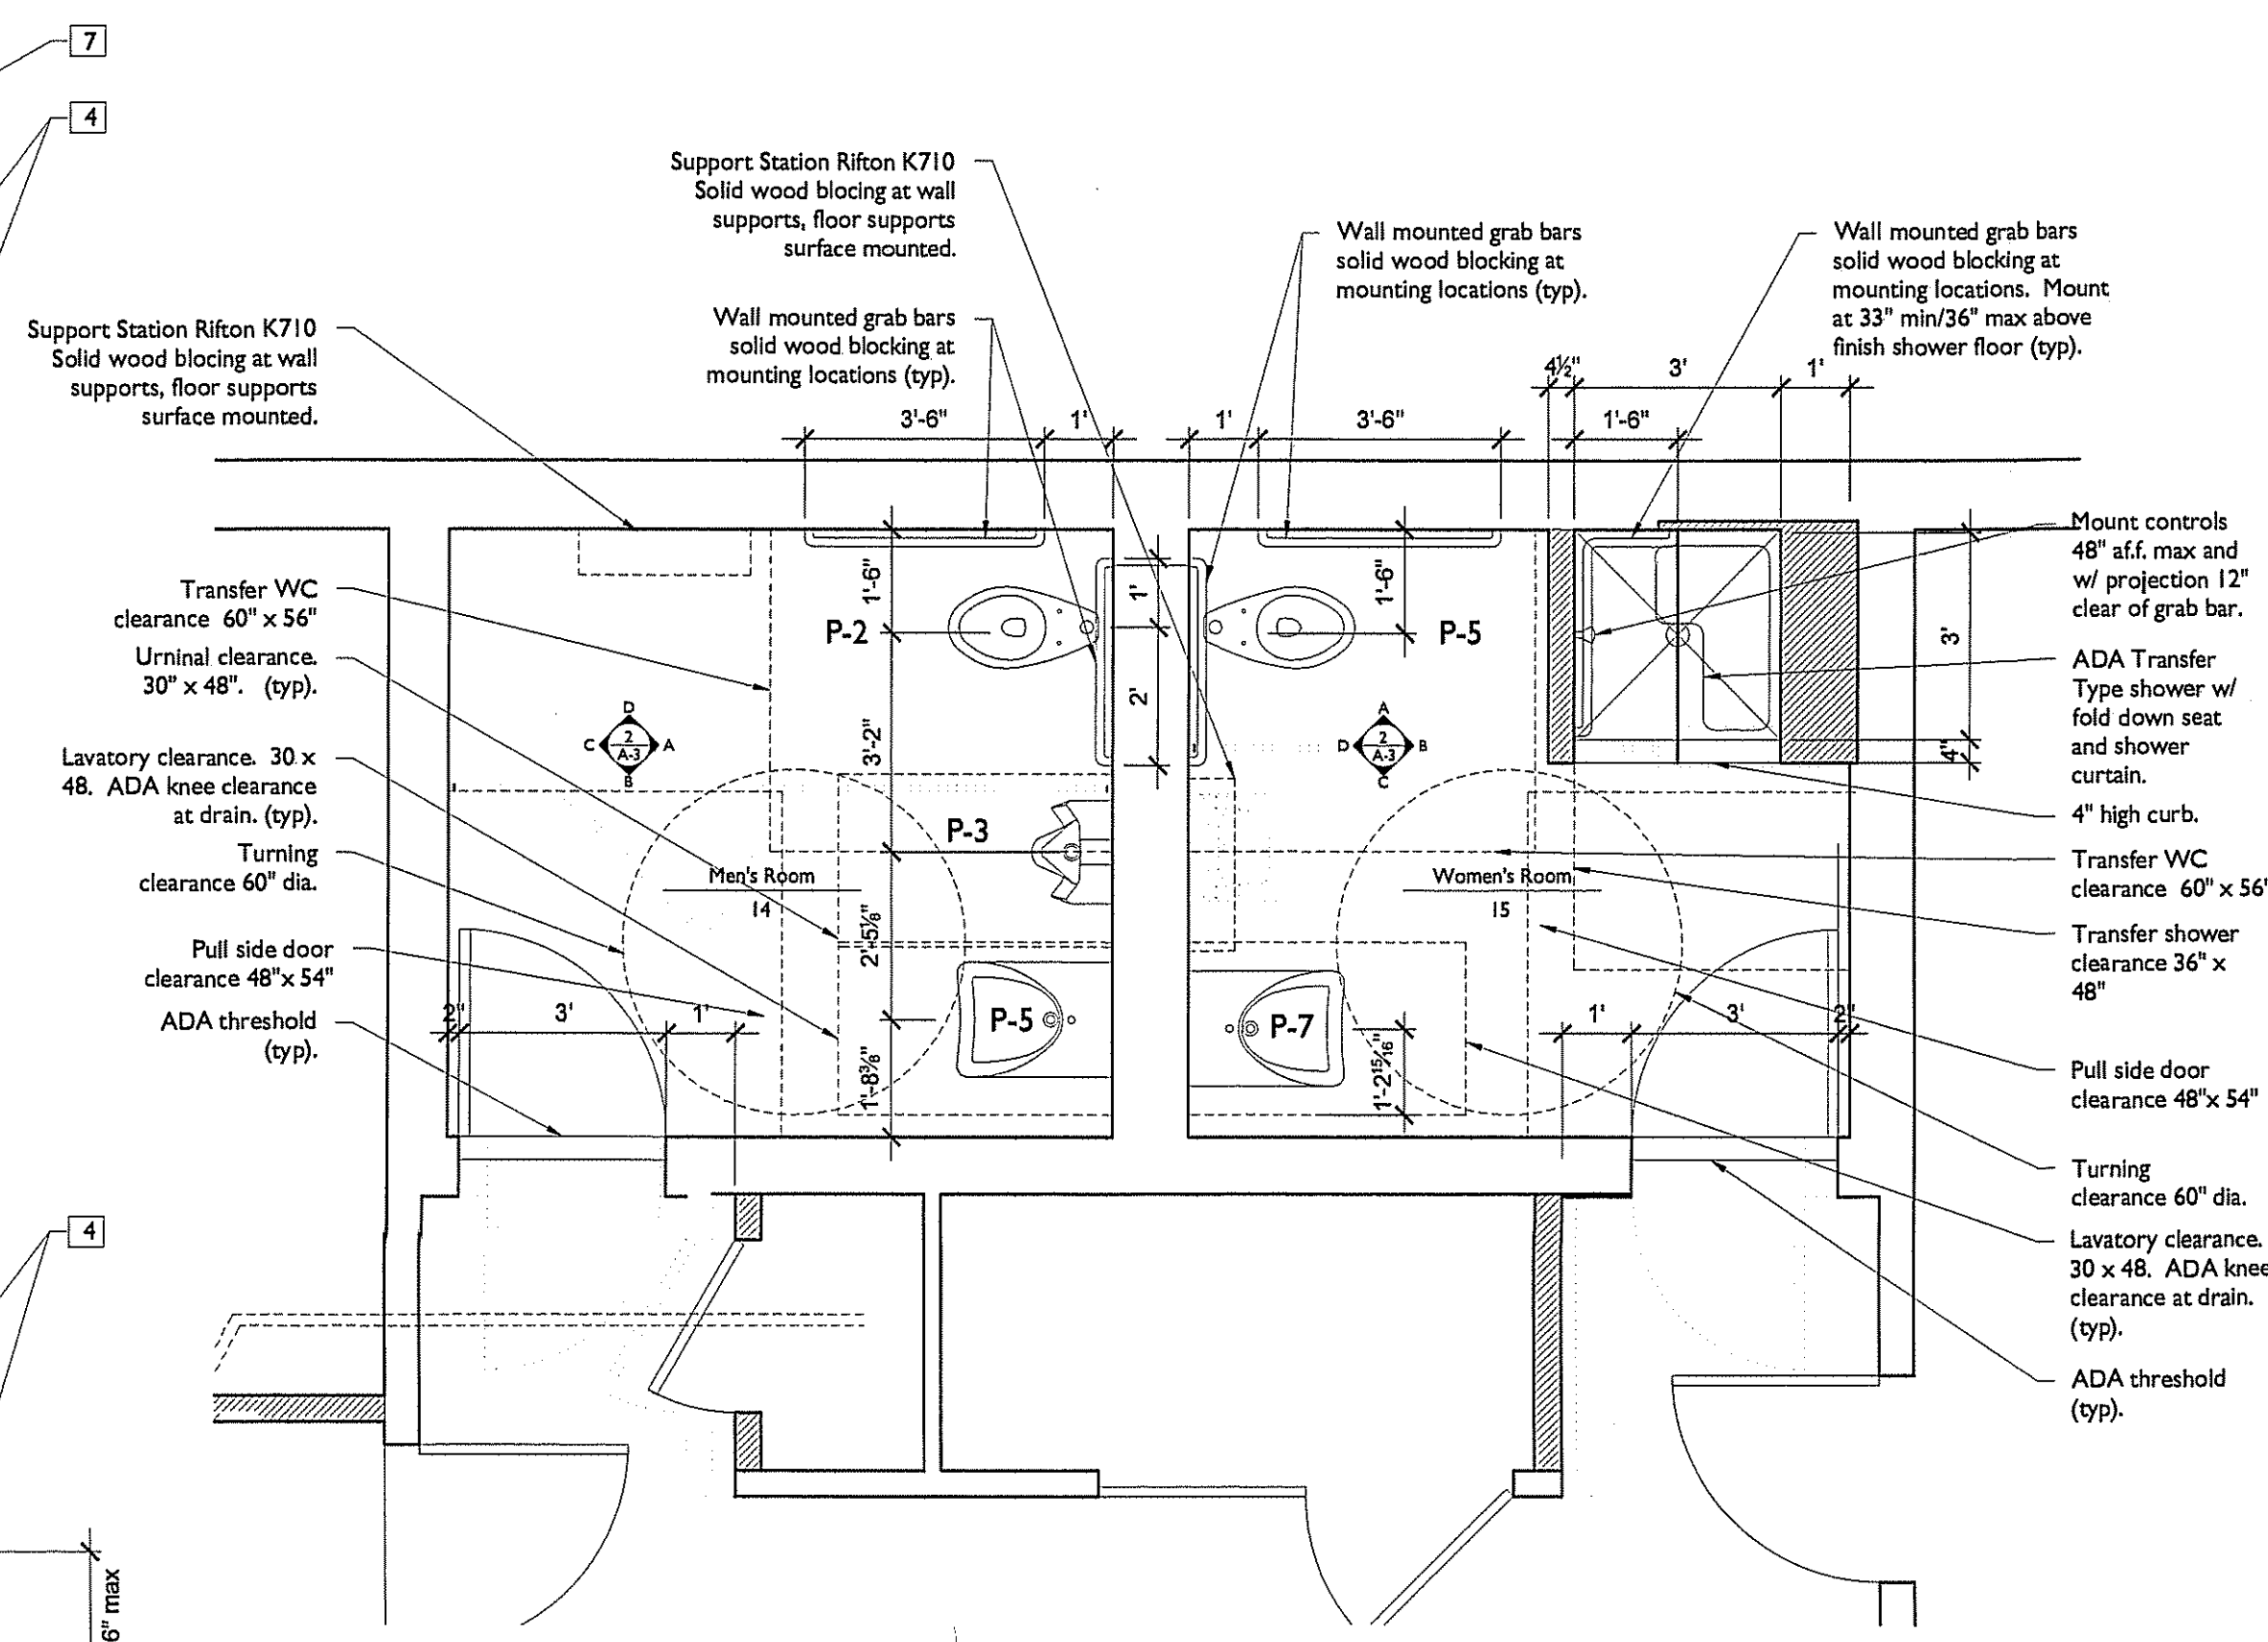 7
4
Support Station Rifton K710
Solid wood blocing at wall
supports, floor supports
surface mounted.
Wall mounted grab bars
solid wood blocking at
mounting locations (typ).
Wall mounted grab bars
solid wood blocking at
mounting locations (typ).
Wall mounted grab bars
solid wood blocking at
mounting locations. Mount
at 33" min/36" max above
finish shower floor (typ).
Support Station Rifton K710
Solid wood blocing at wall
supports, floor supports
surface mounted.
4½" 3' 1'
3'-6" 1' 1' 3'-6" 1'-6"
Transfer WC
clearance 60" x 56"
Urninal clearance.
30" x 48". (typ).
Lavatory clearance. 30 x
48. ADA knee clearance
at drain. (typ).
Turning
clearance 60" dia.
Pull side door
clearance 48"x 54"
ADA threshold
(typ).
1'-6"
P-2
1'
2'
1'-6"
P-5
3'
4"
D
C 2 A
A-3
B
A
D 2 B
A-3
C
3'-2"
P-3
Men's Room
14
Women's Room
15
2'-5⅛"
2" 3' 1'
P-5
P-7
1' 3' 2"
1'-8⅜"
1'-2¹⁵⁄₁₆"
Mount controls
48" af.f. max and
w/ projection 12"
clear of grab bar.
ADA Transfer
Type shower w/
fold down seat
and shower
curtain.
4" high curb.
Transfer WC
clearance 60" x 56"
Transfer shower
clearance 36" x
48"
Pull side door
clearance 48"x 54"
Turning
clearance 60" dia.
Lavatory clearance.
30 x 48. ADA knee
clearance at drain.
(typ).
ADA threshold
(typ).
4
6" max